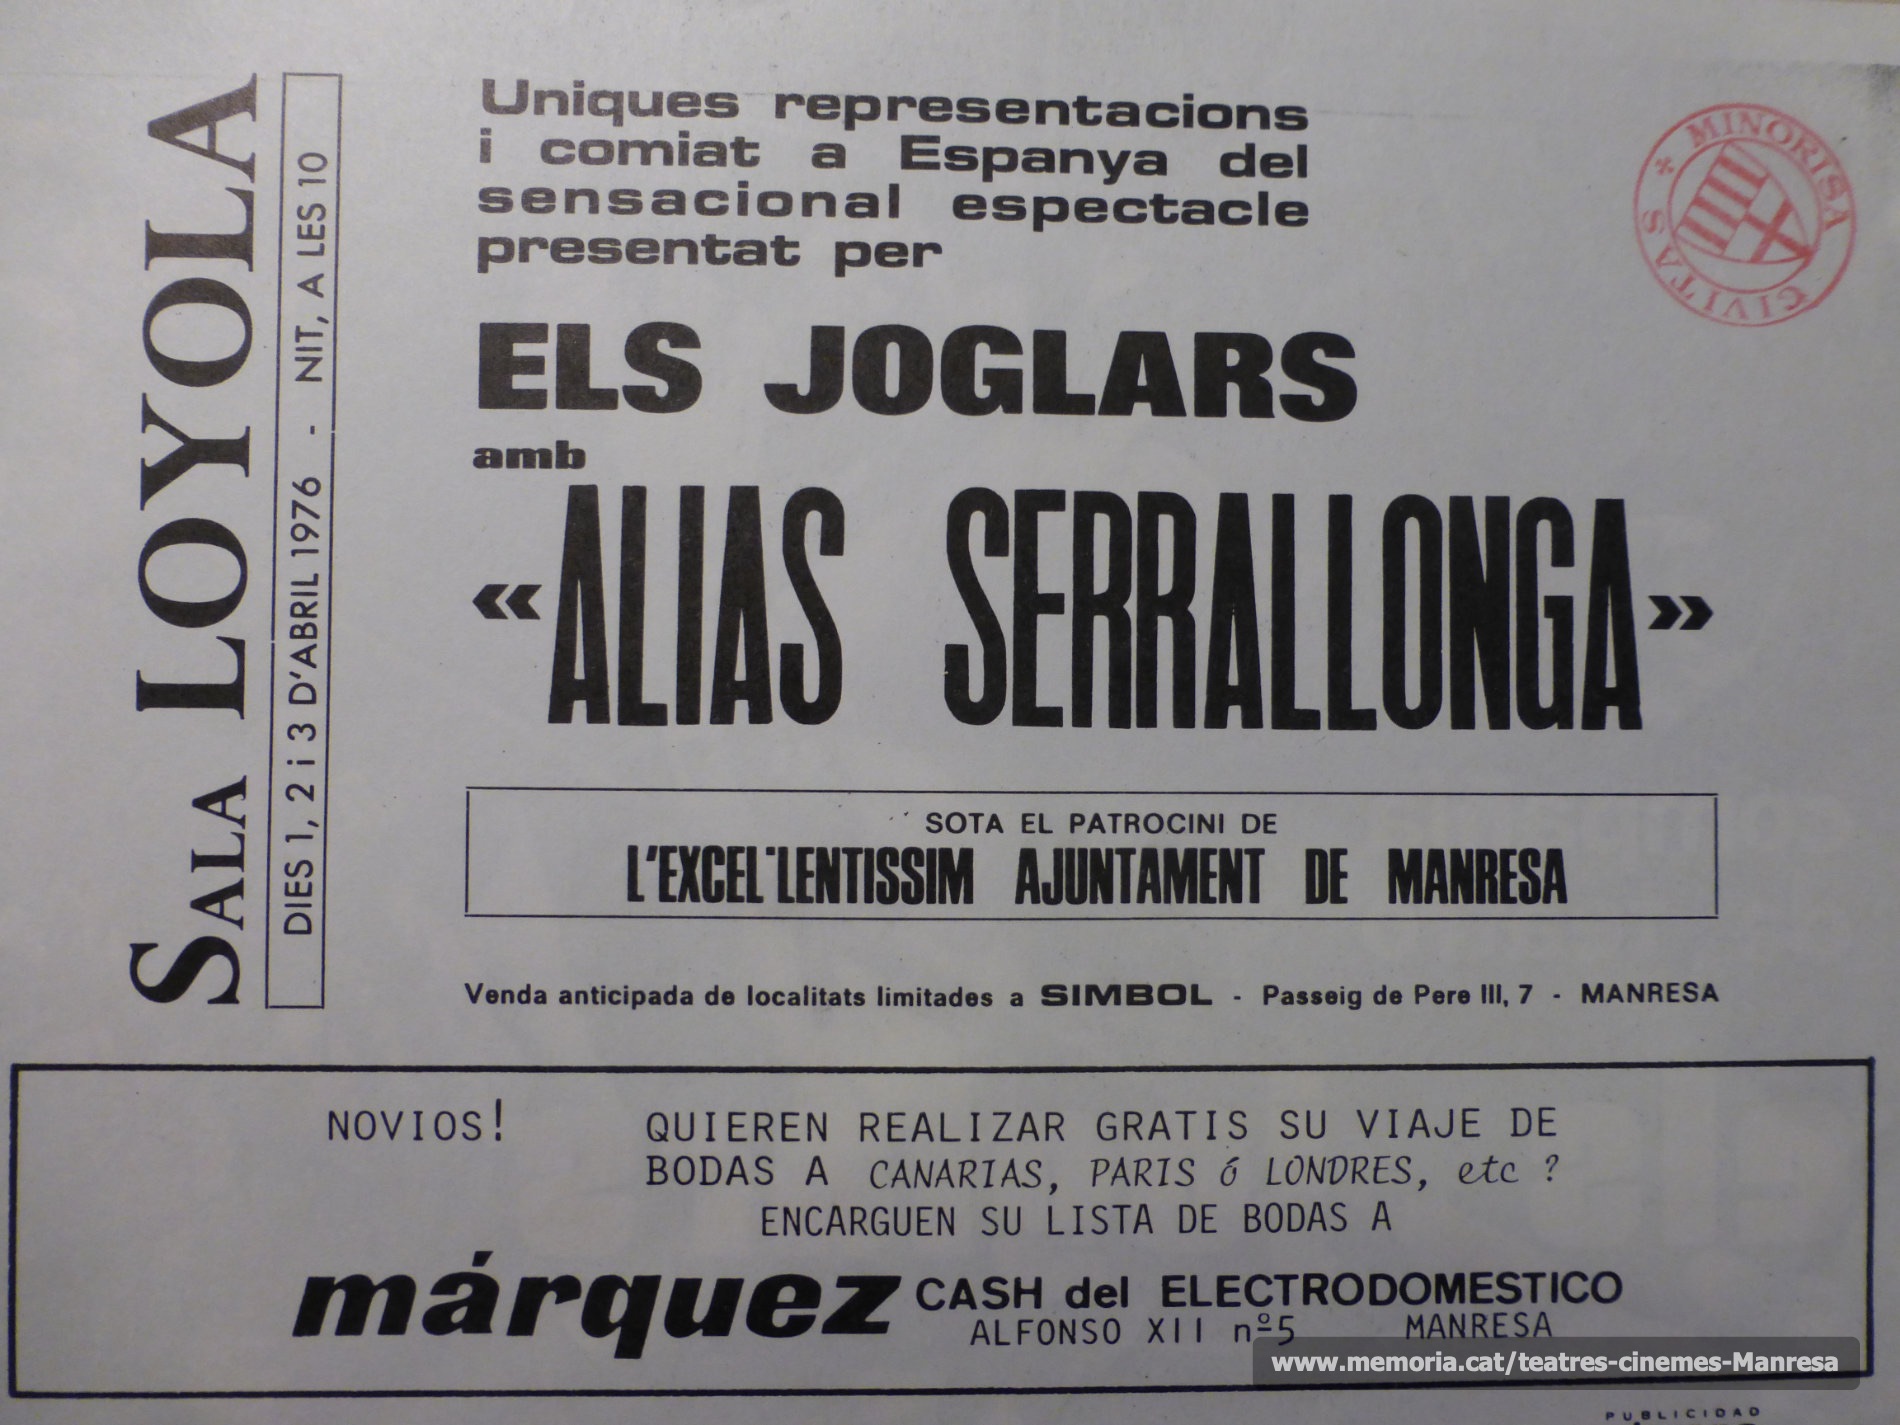 SALA LOYOLA
DIES 1, 2 i 3 D'ABRIL 1976 - NIT, A LES 10
Uniques representacions
i comiat a Espanya del
sensacional espectacle
presentat per
ELS JOGLARS
amb
«ALIAS SERRALLONGA»
SOTA EL PATROCINI DE
L'EXCEL·LENTISSIM AJUNTAMENT DE MANRESA
Venda anticipada de localitats limitades a SIMBOL - Passeig de Pere III, 7 - MANRESA
MINORISA CIVITAS
NOVIOS! QUIEREN REALIZAR GRATIS SU VIAJE DE
BODAS A CANARIAS, PARIS ó LONDRES, etc ?
ENCARGUEN SU LISTA DE BODAS A
márquez CASH del ELECTRODOMESTICO
ALFONSO XII nº5 MANRESA
www.memoria.cat/teatres-cinemes-Manresa
PUBLICIDAD